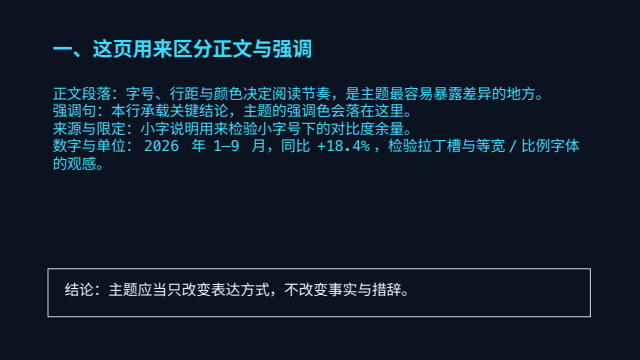 一、这页用来区分正文与强调
正文段落：字号、行距与颜色决定阅读节奏，是主题最容易暴露差异的地方。
强调句：本行承载关键结论，主题的强调色会落在这里。
来源与限定：小字说明用来检验小字号下的对比度余量。
数字与单位： 2026 年 1—9 月，同比 +18.4%，检验拉丁槽与等宽 / 比例字体
的观感。
结论：主题应当只改变表达方式，不改变事实与措辞。